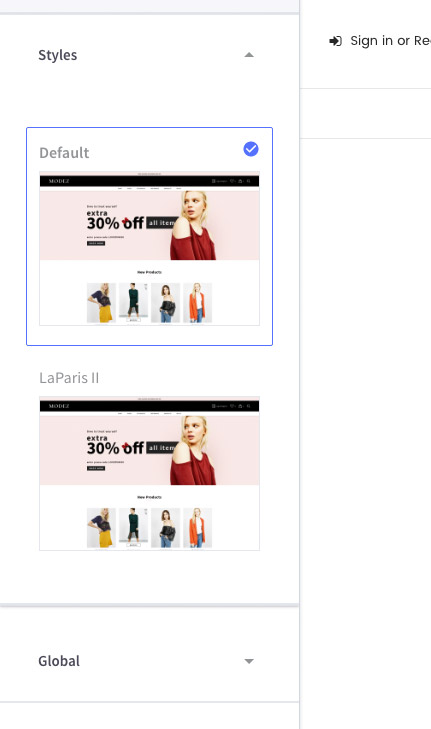 Styles
Sign in or Re
Default
MODEZ
extra
30% off all item
New Products
LaParis II
MODEZ
extra
30% off all item
New Products
Global